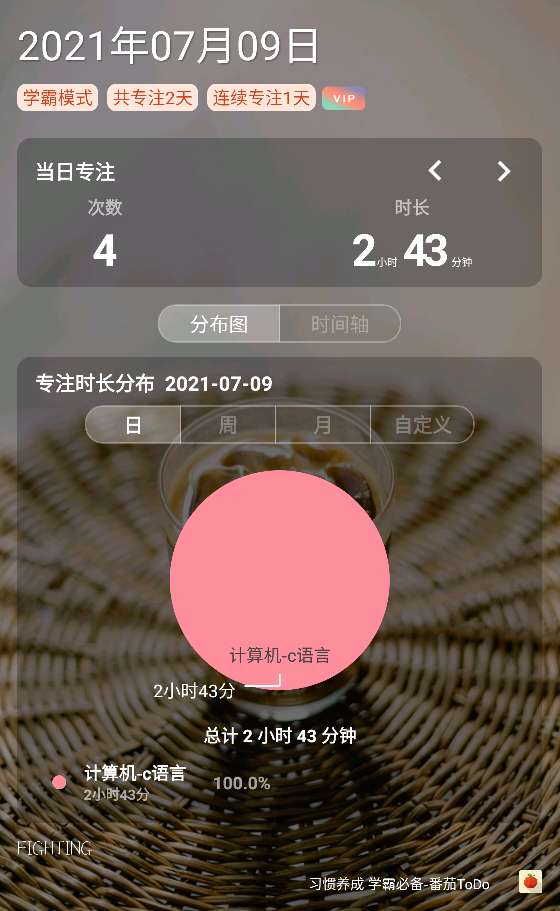 2021年07月09日
学霸模式 共专注2天 连续专注1天 VIP
当日专注
次数 时长
4 2小时43分钟
分布图 时间轴
专注时长分布 2021-07-09
日 周 月 自定义
计算机-c语言
2小时43分
总计 2 小时 43 分钟
计算机-c语言 100.0%
2小时43分
FIGHTING
习惯养成 学霸必备-番茄ToDo